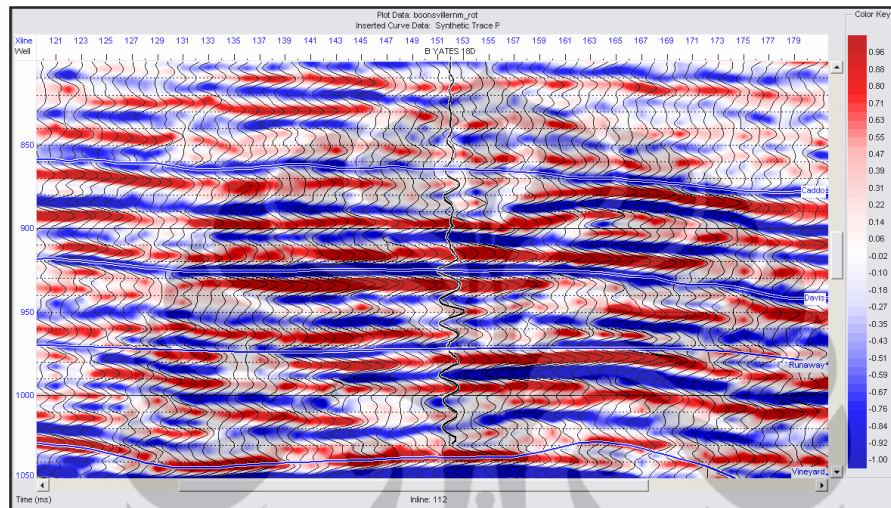 Plot Data: boonsvillernm_rot
Inserted Curve Data: Synthetic Trace P
Color Key
Xline 121 123 125 127 129 131 133 135 137 139 141 143 145 147 149 151 153 155 157 159 161 163 165 167 169 171 173 175 177 179
Well B YATES 18D
850
900
950
1000
1050
Caddo
Davis
Runaway
Vineyard
0.96
0.88
0.80
0.71
0.63
0.55
0.47
0.39
0.31
0.22
0.14
0.06
-0.02
-0.10
-0.18
-0.27
-0.35
-0.43
-0.51
-0.59
-0.67
-0.76
-0.84
-0.92
-1.00
Time (ms)
Inline: 112